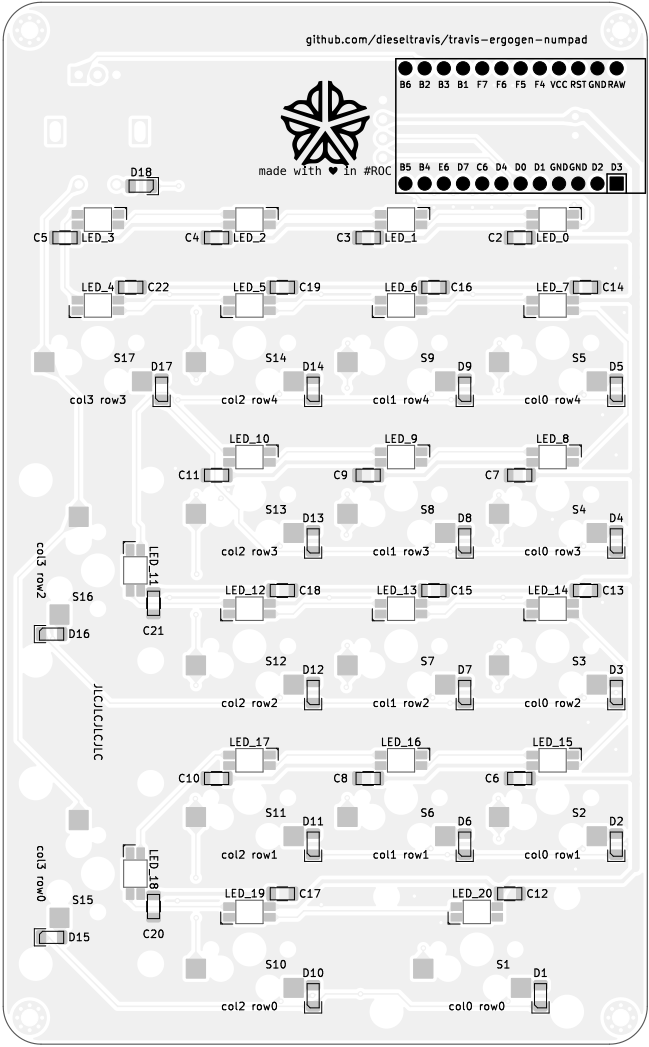 github.com/dieseltravis/travis-ergogen-numpad
B6 B2 B3 B1 F7 F6 F5 F4 VCC RST GND RAW
B5 B4 E6 D7 C6 D4 D0 D1 GND GND D2 D3
made with ♥ in #ROC
D18
C5 LED_3 C4 LED_2 C3 LED_1 C2 LED_0
LED_4 C22 LED_5 C19 LED_6 C16 LED_7 C14
S17 D17 S14 D14 S9 D9 S5 D5
col3 row3 col2 row4 col1 row4 col0 row4
LED_10 LED_9 LED_8
C11 C9 C7
S13 D13 S8 D8 S4 D4
col2 row3 col1 row3 col0 row3
col3 row2
LED_11
LED_12 C18 LED_13 C15 LED_14 C13
S16
C21
D16
S12 D12 S7 D7 S3 D3
col2 row2 col1 row2 col0 row2
JLCJLCJLCJLC
LED_17 LED_16 LED_15
C10 C8 C6
S11 D11 S6 D6 S2 D2
col2 row1 col1 row1 col0 row1
col3 row0
LED_18
LED_19 C17 LED_20 C12
S15
C20
D15
S10 D10 S1 D1
col2 row0 col0 row0